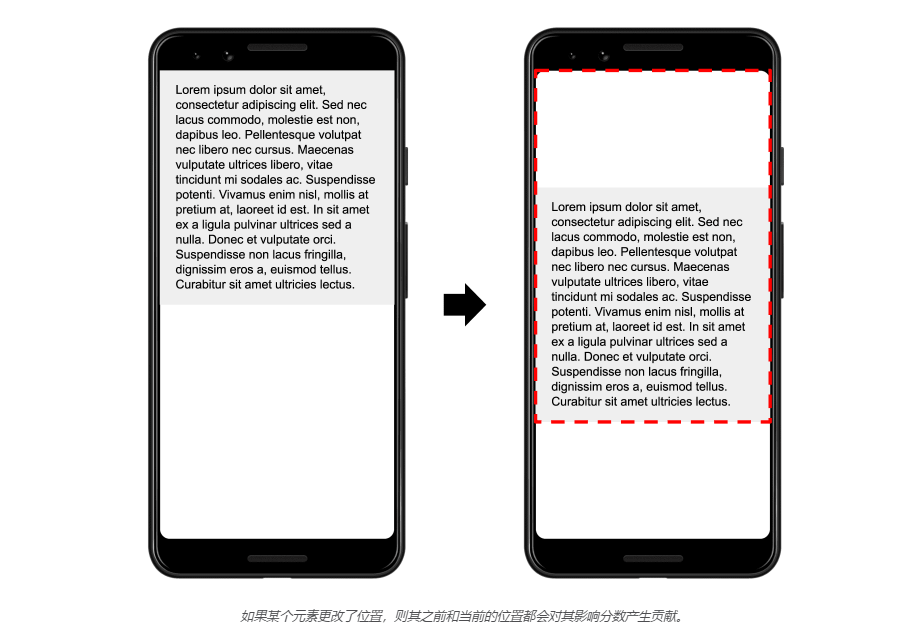 Lorem ipsum dolor sit amet,
consectetur adipiscing elit. Sed nec
lacus commodo, molestie est non,
dapibus leo. Pellentesque volutpat
nec libero nec cursus. Maecenas
vulputate ultrices libero, vitae
tincidunt mi sodales ac. Suspendisse
potenti. Vivamus enim nisl, mollis at
pretium at, laoreet id est. In sit amet
ex a ligula pulvinar ultrices sed a
nulla. Donec et vulputate orci.
Suspendisse non lacus fringilla,
dignissim eros a, euismod tellus.
Curabitur sit amet ultricies lectus.
Lorem ipsum dolor sit amet,
consectetur adipiscing elit. Sed nec
lacus commodo, molestie est non,
dapibus leo. Pellentesque volutpat
nec libero nec cursus. Maecenas
vulputate ultrices libero, vitae
tincidunt mi sodales ac. Suspendisse
potenti. Vivamus enim nisl, mollis at
pretium at, laoreet id est. In sit amet
ex a ligula pulvinar ultrices sed a
nulla. Donec et vulputate orci.
Suspendisse non lacus fringilla,
dignissim eros a, euismod tellus.
Curabitur sit amet ultricies lectus.
如果某个元素更改了位置，则其之前和当前的位置都会对其影响分数产生贡献。